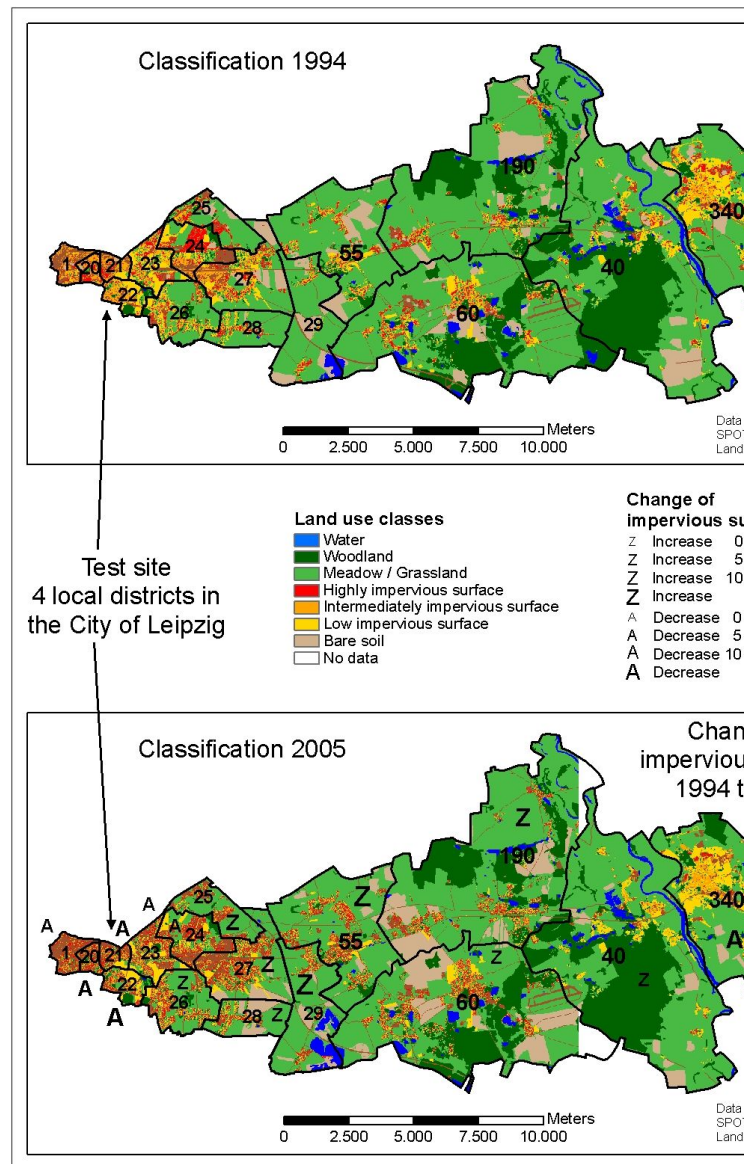 Classification 1994
190
340
25
24
55
1
20
21
23
27
40
22
26
60
28
29
Meters
0
2.500
5.000
7.500
10.000
Data
SPOT
Land
Test site
4 local districts in
the City of Leipzig
Land use classes
Water
Woodland
Meadow / Grassland
Highly impervious surface
Intermediately impervious surface
Low impervious surface
Bare soil
No data
Change of
impervious su
Z Increase 0
Z Increase 5
Z Increase 10
Z Increase
A Decrease 0
A Decrease 5
A Decrease 10
A Decrease
Classification 2005
Chan
impervious
1994 t
Z
190
340
A
25
Z
A
A
A
24
Z
55
1
20
21
23
27
Z
Z
40
A
22
Z
26
Z
60
Z
A
28
Z
29
Meters
0
2.500
5.000
7.500
10.000
Data
SPOT
Land